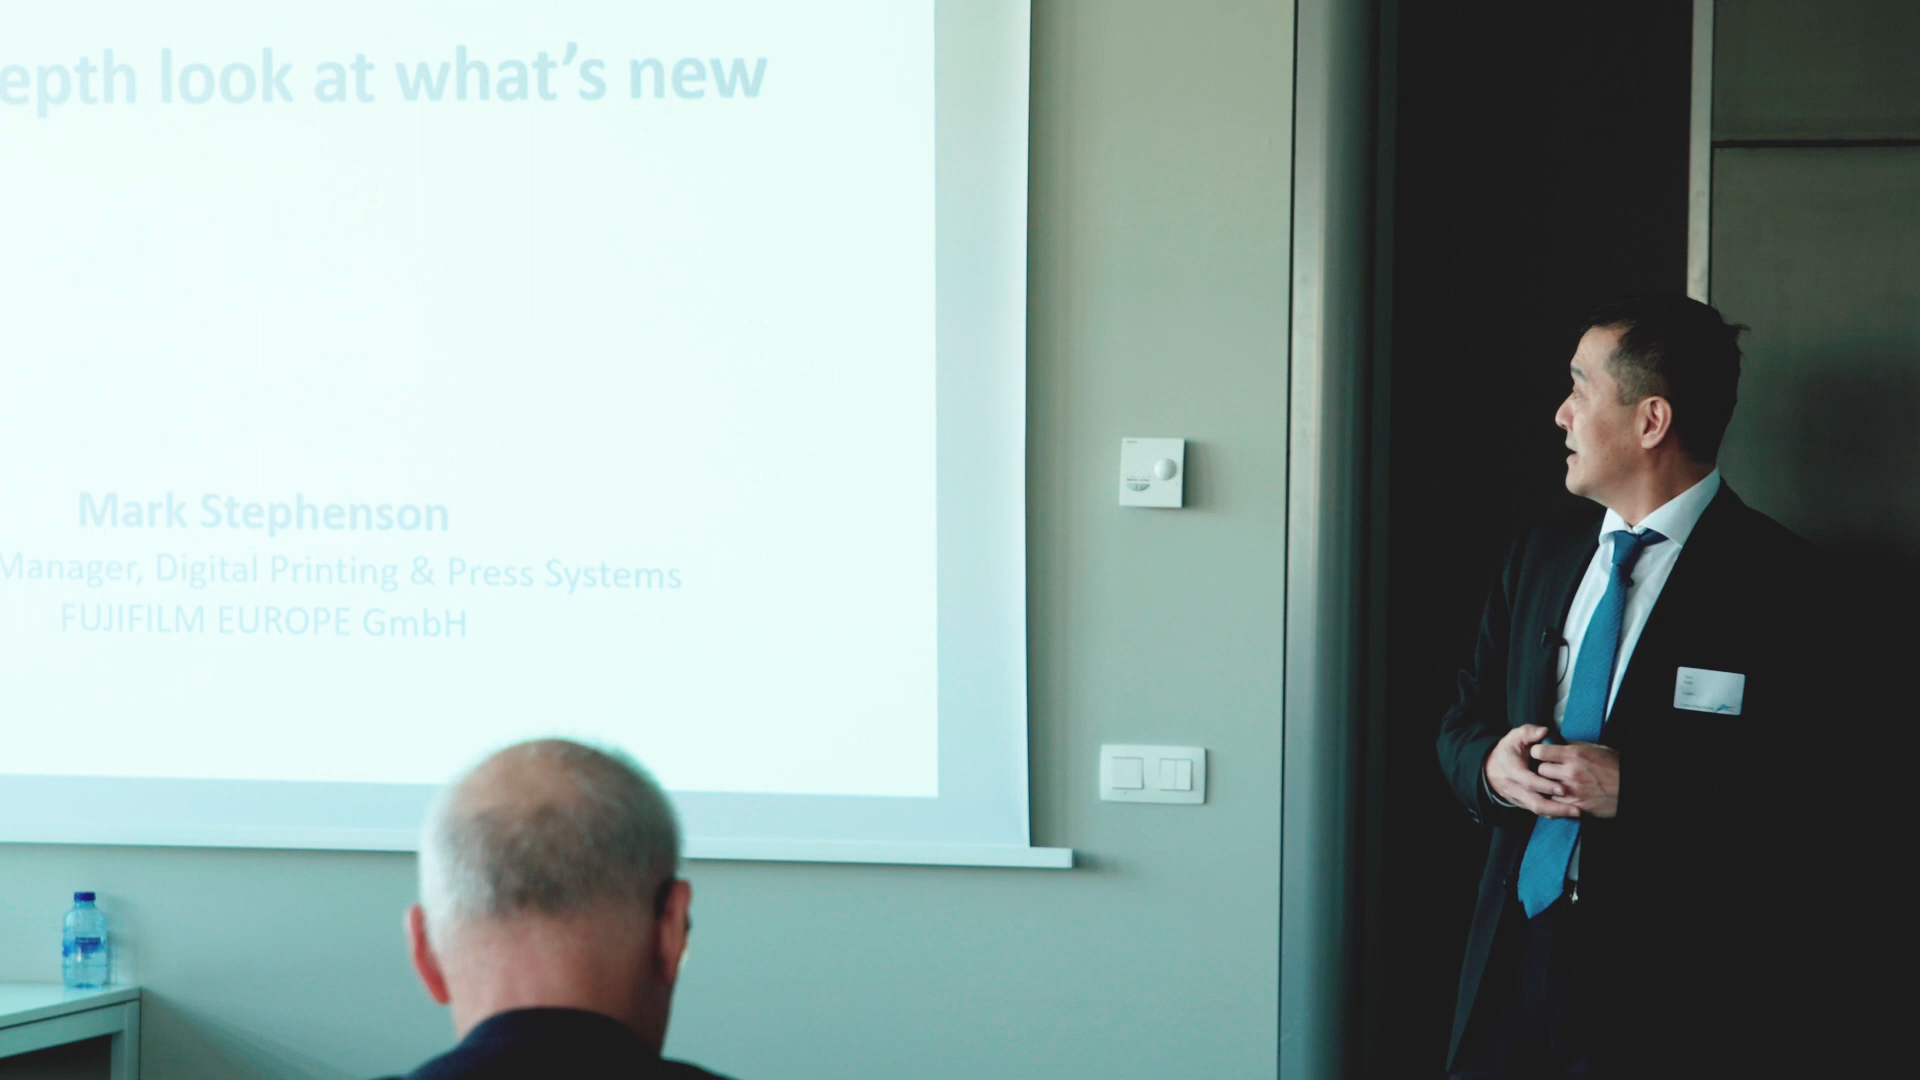 epth look at what's new
Mark Stephenson
Manager, Digital Printing & Press Systems
FUJIFILM EUROPE GmbH